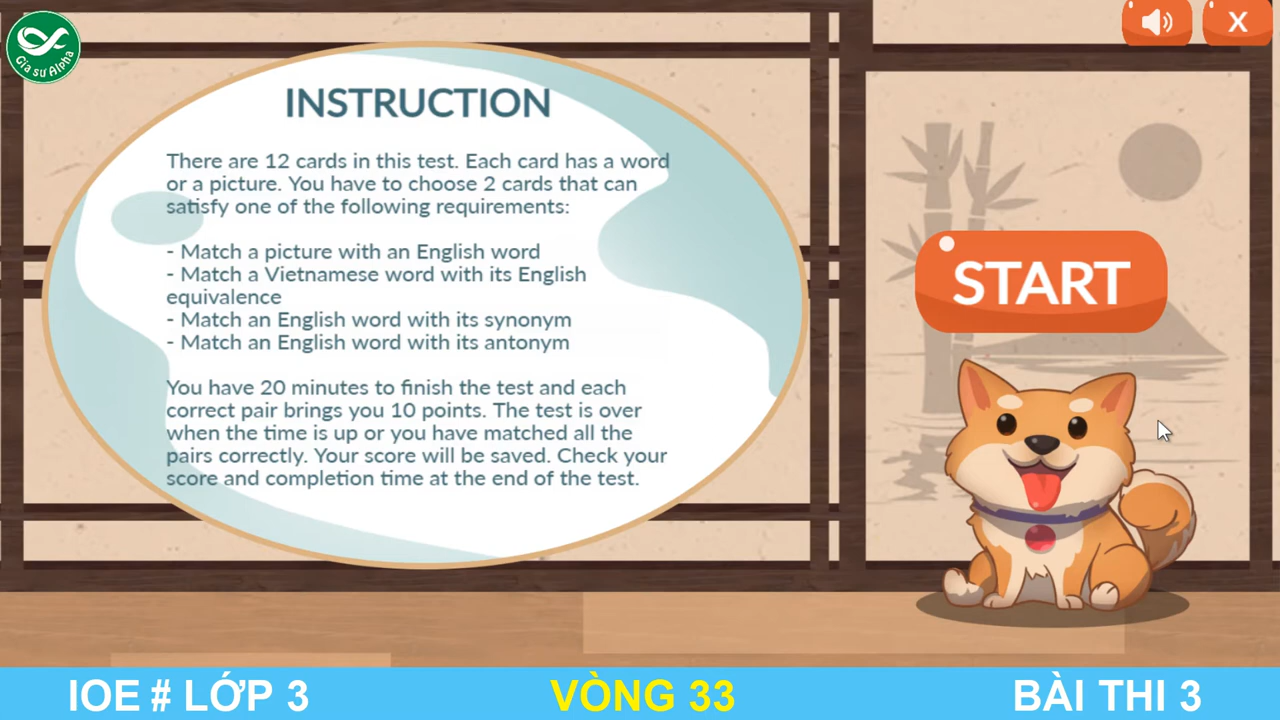 Gia sư Alpha
X
INSTRUCTION
There are 12 cards in this test. Each card has a word
or a picture. You have to choose 2 cards that can
satisfy one of the following requirements:
- Match a picture with an English word
- Match a Vietnamese word with its English
equivalence
- Match an English word with its synonym
- Match an English word with its antonym
You have 20 minutes to finish the test and each
correct pair brings you 10 points. The test is over
when the time is up or you have matched all the
pairs correctly. Your score will be saved. Check your
score and completion time at the end of the test.
START
IOE # LỚP 3
VÒNG 33
BÀI THI 3